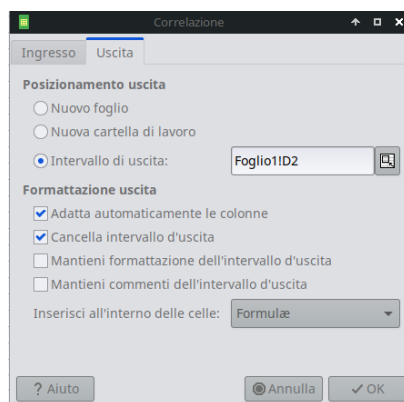 Correlazione
Ingresso Uscita
Posizionamento uscita
Nuovo foglio
Nuova cartella di lavoro
Intervallo di uscita: Foglio1!D2
Formattazione uscita
Adatta automaticamente le colonne
Cancella intervallo d'uscita
Mantieni formattazione dell'intervallo di uscita
Mantieni commenti dell'intervallo d'uscita
Inserisci all'interno delle celle: Formulæ
? Aiuto Annulla OK